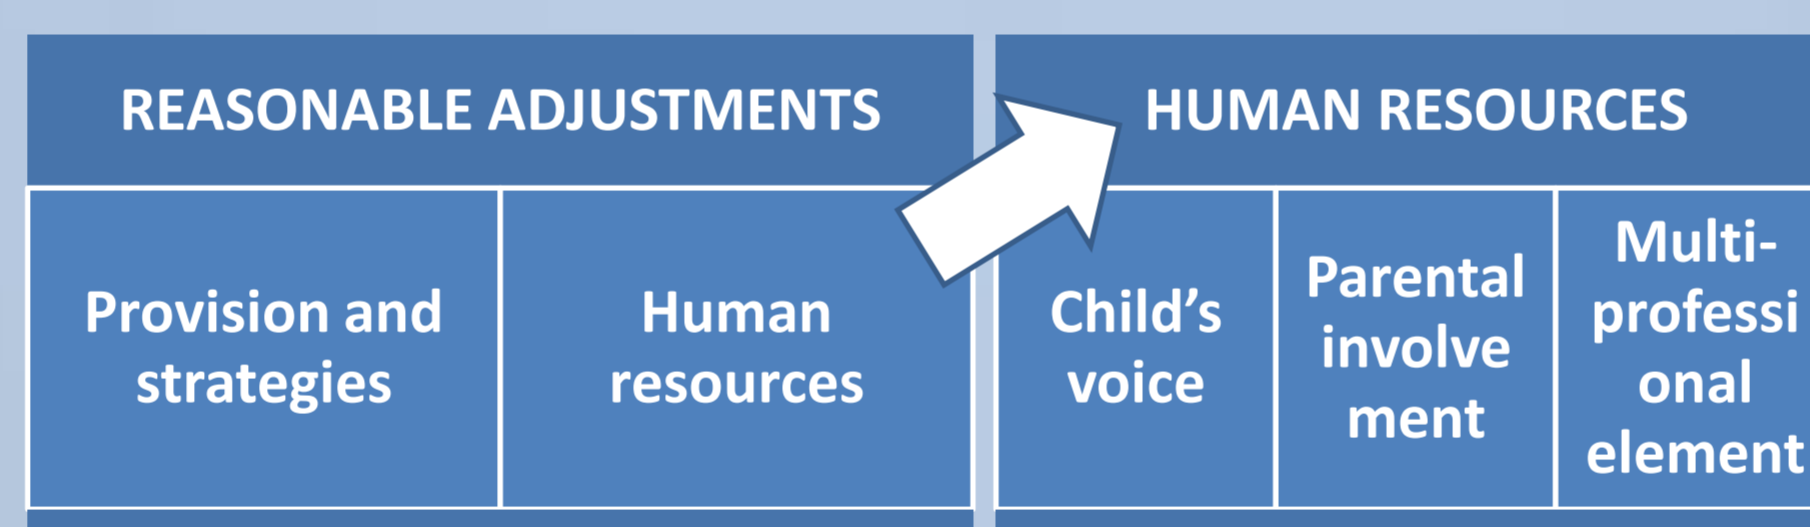 REASONABLE ADJUSTMENTS
HUMAN RESOURCES
Provision and
strategies
Human
resources
Child’s
voice
Parental
involve
ment
Multi-
professi
onal
element